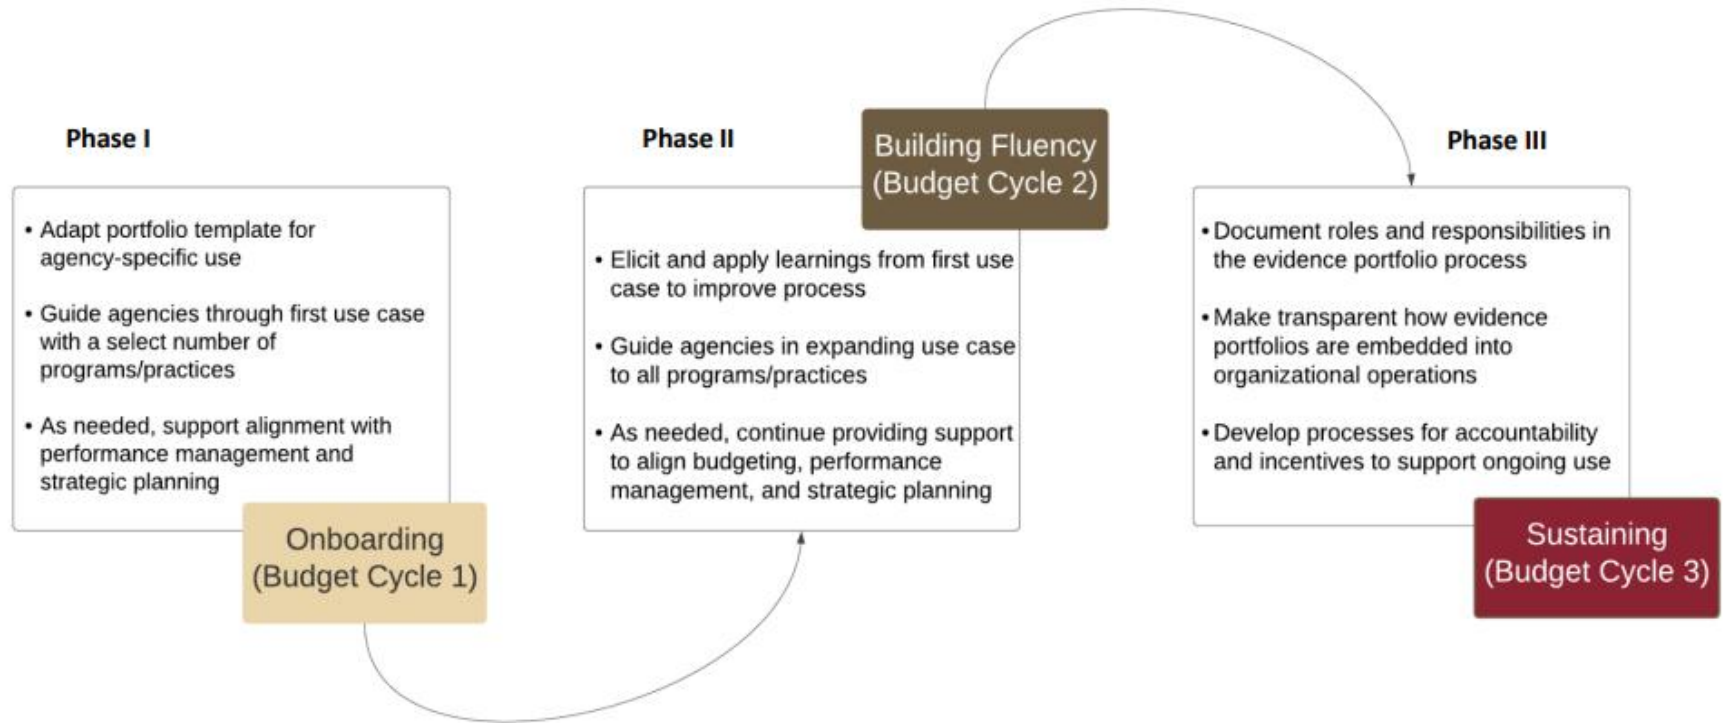 Phase I
• Adapt portfolio template for
agency-specific use
• Guide agencies through first use case
with a select number of
programs/practices
• As needed, support alignment with
performance management and
strategic planning
Onboarding
(Budget Cycle 1)
Phase II
Building Fluency
(Budget Cycle 2)
• Elicit and apply learnings from first use
case to improve process
• Guide agencies in expanding use case
to all programs/practices
• As needed, continue providing support
to align budgeting, performance
management, and strategic planning
Phase III
• Document roles and responsibilities in
the evidence portfolio process
• Make transparent how evidence
portfolios are embedded into
organizational operations
• Develop processes for accountability
and incentives to support ongoing use
Sustaining
(Budget Cycle 3)